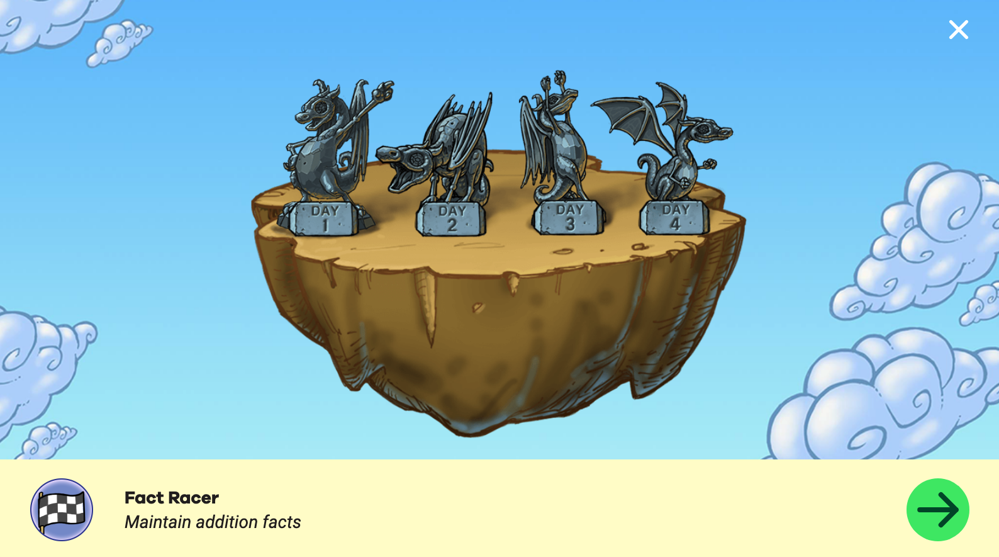 DAY
1
DAY
2
DAY
3
DAY
4
Fact Racer
Maintain addition facts